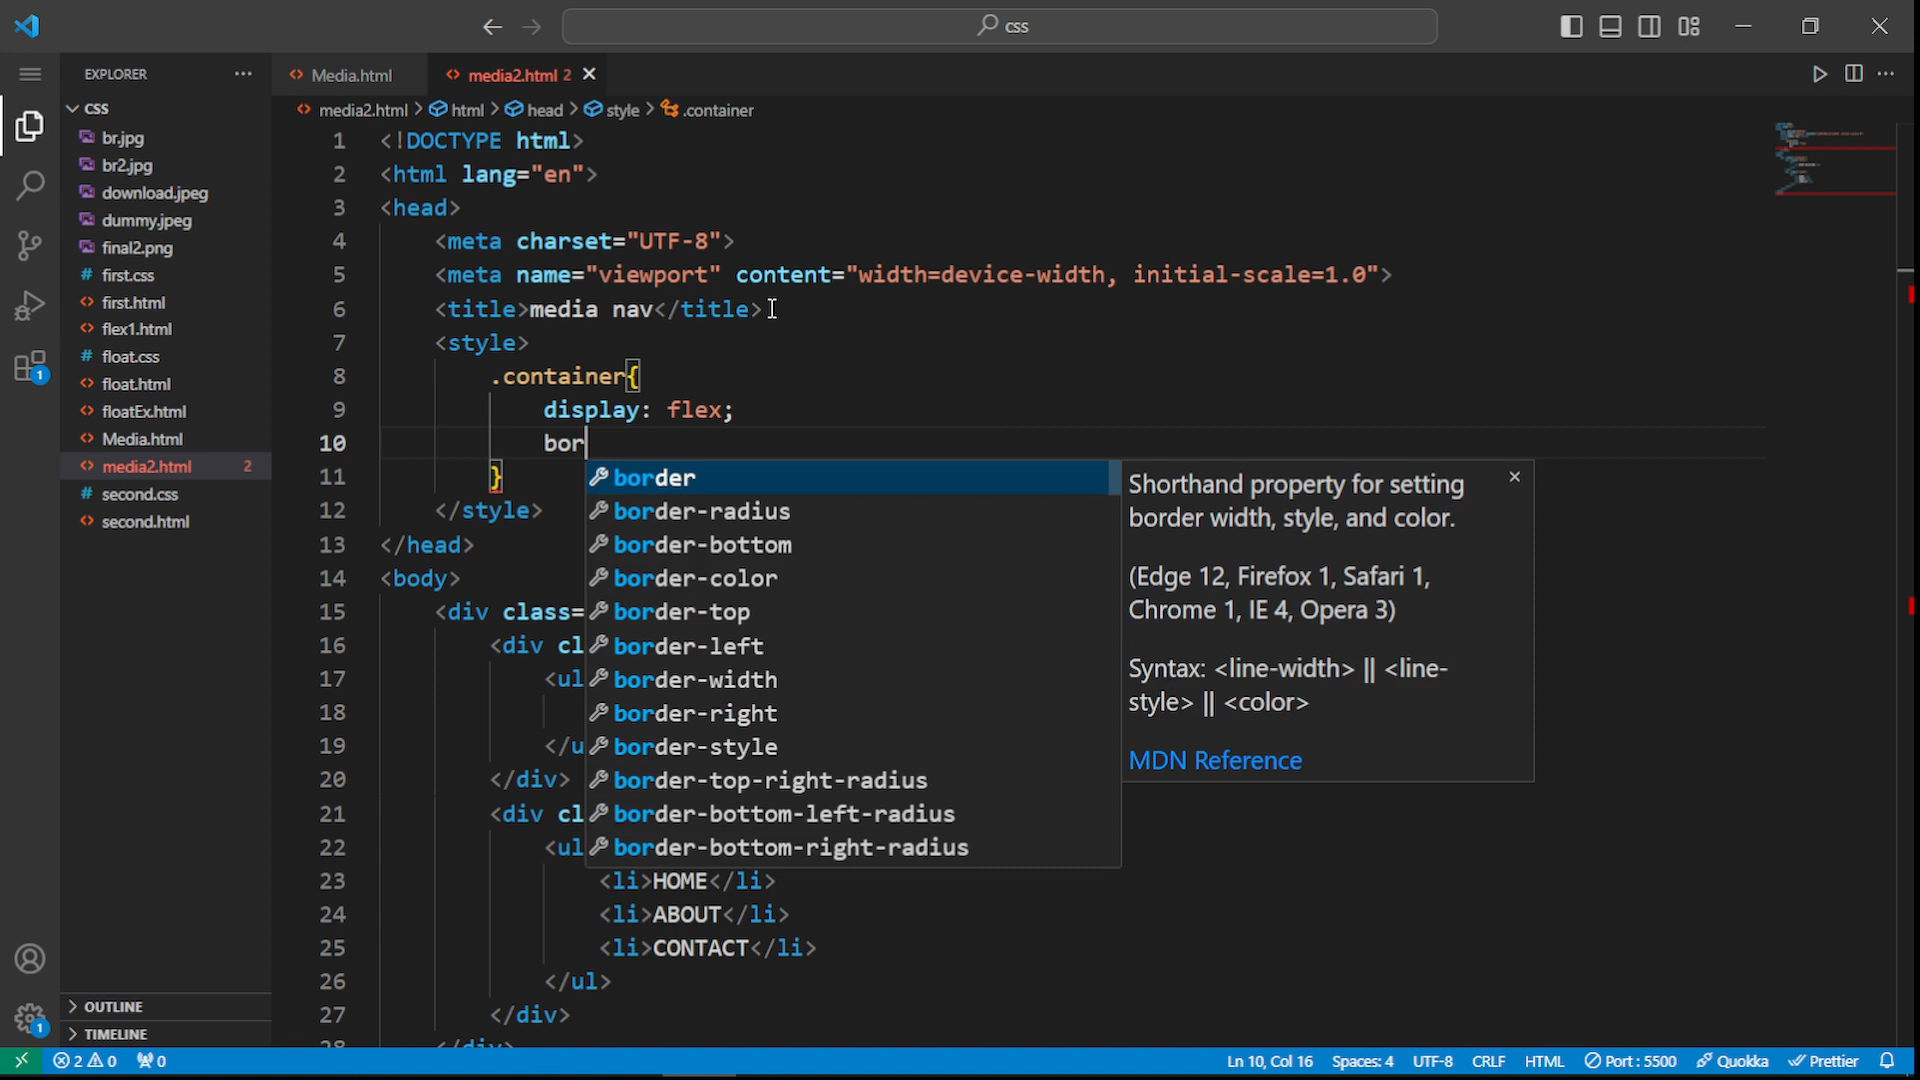 css
EXPLORER
Media.html
media2.html 2
media2.html > html > head > style > .container
CSS
br.jpg
br2.jpg
download.jpeg
dummy.jpeg
final2.png
# first.css
first.html
flex1.html
# float.css
float.html
floatEx.html
Media.html
media2.html 2
# second.css
second.html
OUTLINE
TIMELINE
1 <!DOCTYPE html>
2 <html lang="en">
3 <head>
4 <meta charset="UTF-8">
5 <meta name="viewport" content="width=device-width, initial-scale=1.0">
6 <title>media nav</title>
7 <style>
8 .container{
9 display: flex;
10 bor
11 }
12 </style>
13 </head>
14 <body>
15 <div class=
16 <div cl
17 <ul
18
19 </u
20 </div>
21 <div cl
22 <ul
23 <li>HOME</li>
24 <li>ABOUT</li>
25 <li>CONTACT</li>
26 </ul>
27 </div>
28 </div>
border
border-radius
border-bottom
border-color
border-top
border-left
border-width
border-right
border-style
border-top-right-radius
border-bottom-left-radius
border-bottom-right-radius
Shorthand property for setting
border width, style, and color.
(Edge 12, Firefox 1, Safari 1,
Chrome 1, IE 4, Opera 3)
Syntax: <line-width> || <line-
style> || <color>
MDN Reference
1
1
2 0 0
Ln 10, Col 16 Spaces: 4 UTF-8 CRLF HTML Port : 5500 Quokka Prettier